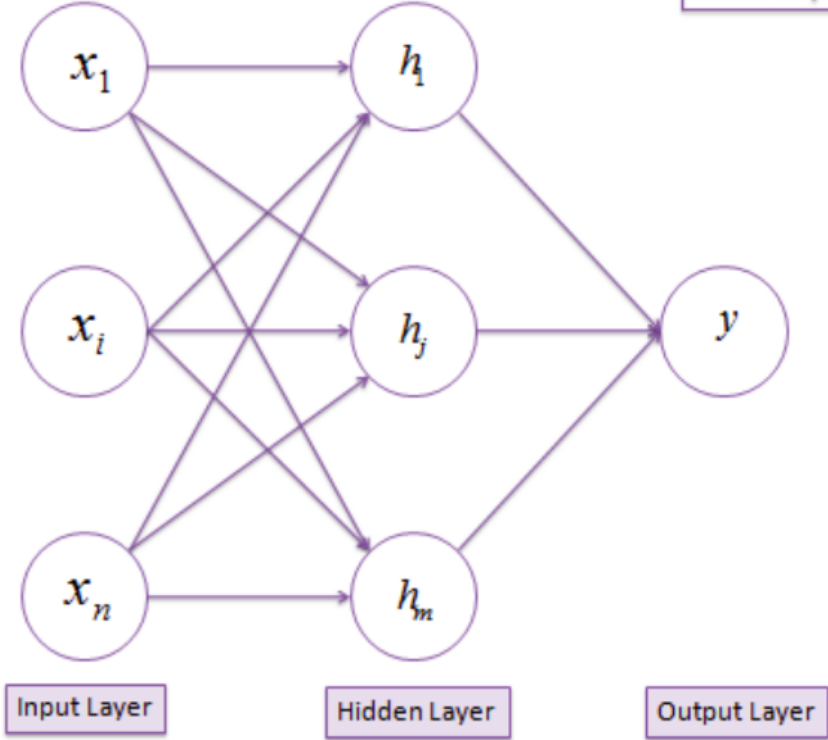 x₁
h₁
xᵢ
hⱼ
y
xₙ
hₘ
Input Layer
Hidden Layer
Output Layer